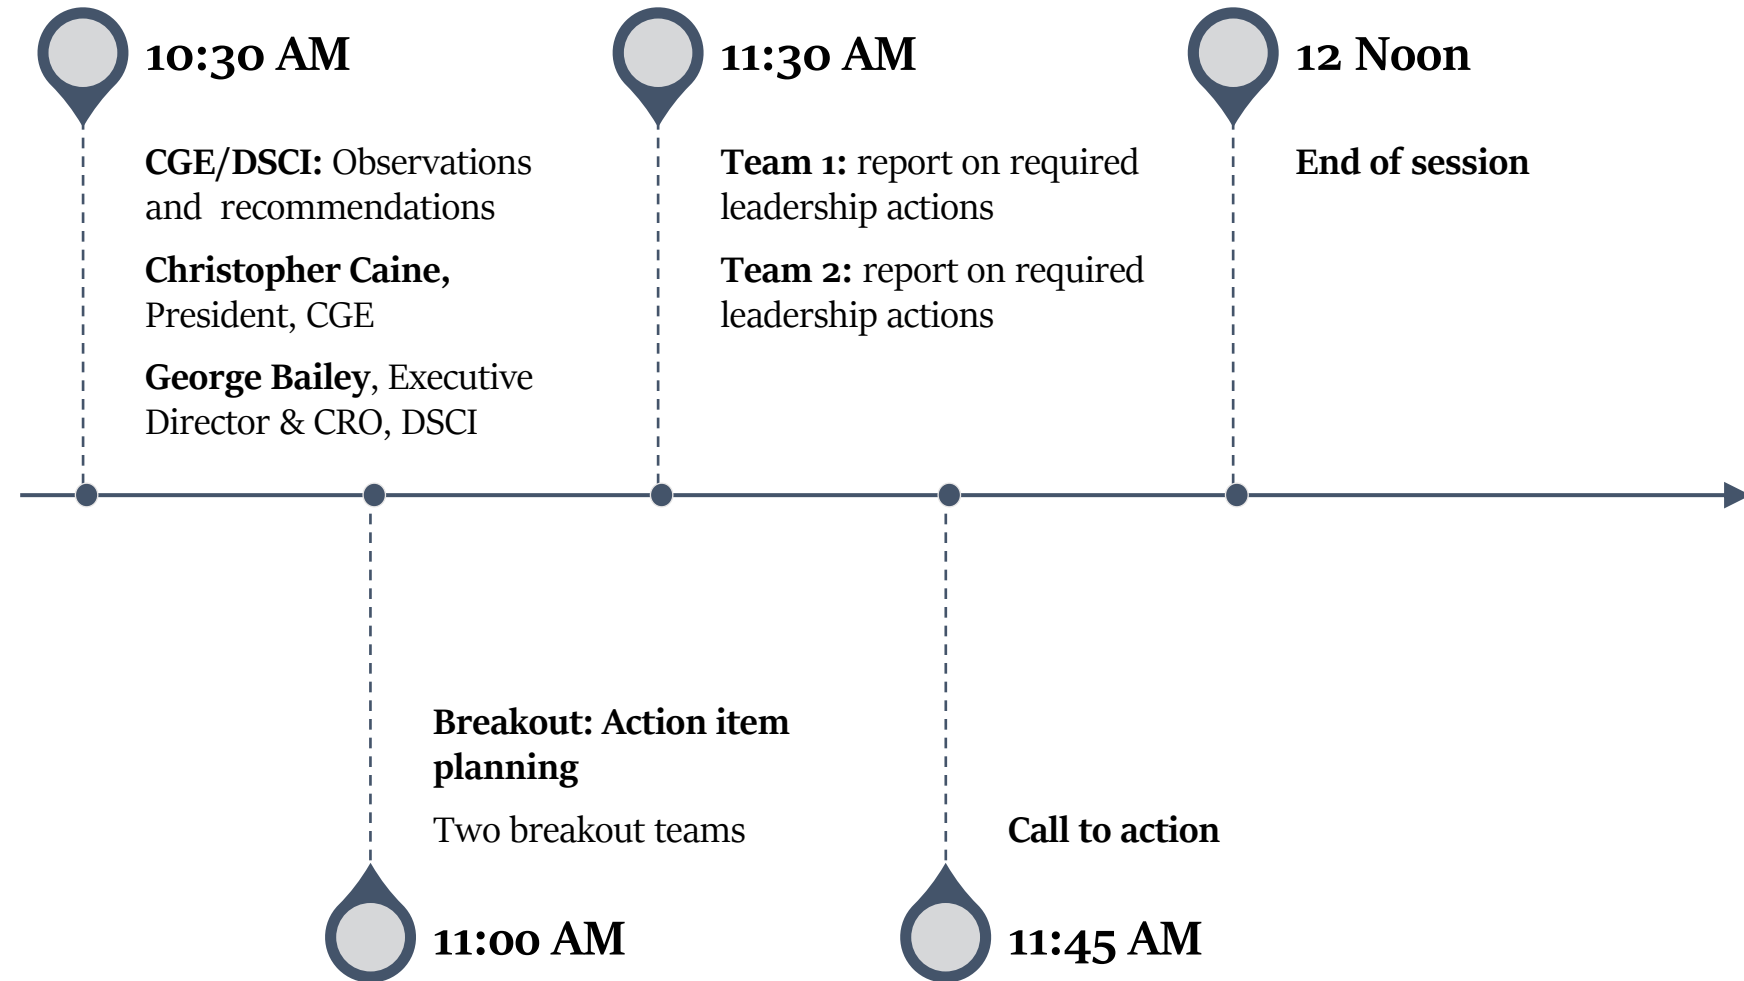 10:30 AM
CGE/DSCI: Observations
and  recommendations
Christopher Caine,
President, CGE
George Bailey, Executive
Director & CRO, DSCI
11:30 AM
Team 1: report on required
leadership actions
Team 2: report on required
leadership actions
12 Noon
End of session
Breakout: Action item
planning
Two breakout teams
11:00 AM
Call to action
11:45 AM